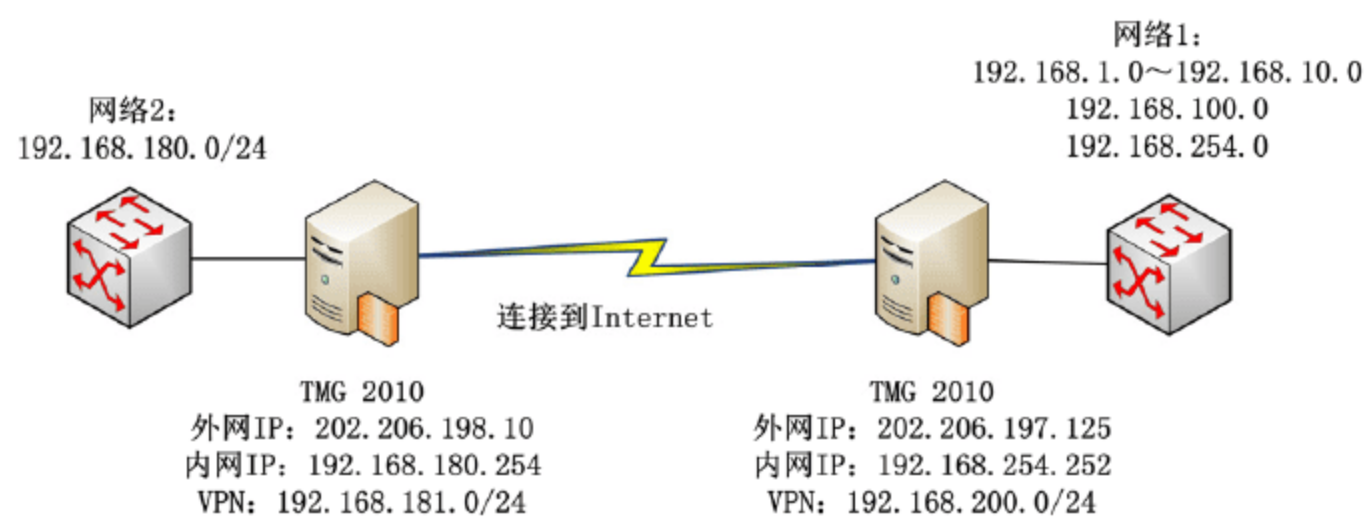 网络1:
192.168.1.0～192.168.10.0
192.168.100.0
192.168.254.0
网络2:
192.168.180.0/24
连接到Internet
TMG 2010
外网IP: 202.206.198.10
内网IP: 192.168.180.254
VPN: 192.168.181.0/24
TMG 2010
外网IP: 202.206.197.125
内网IP: 192.168.254.252
VPN: 192.168.200.0/24